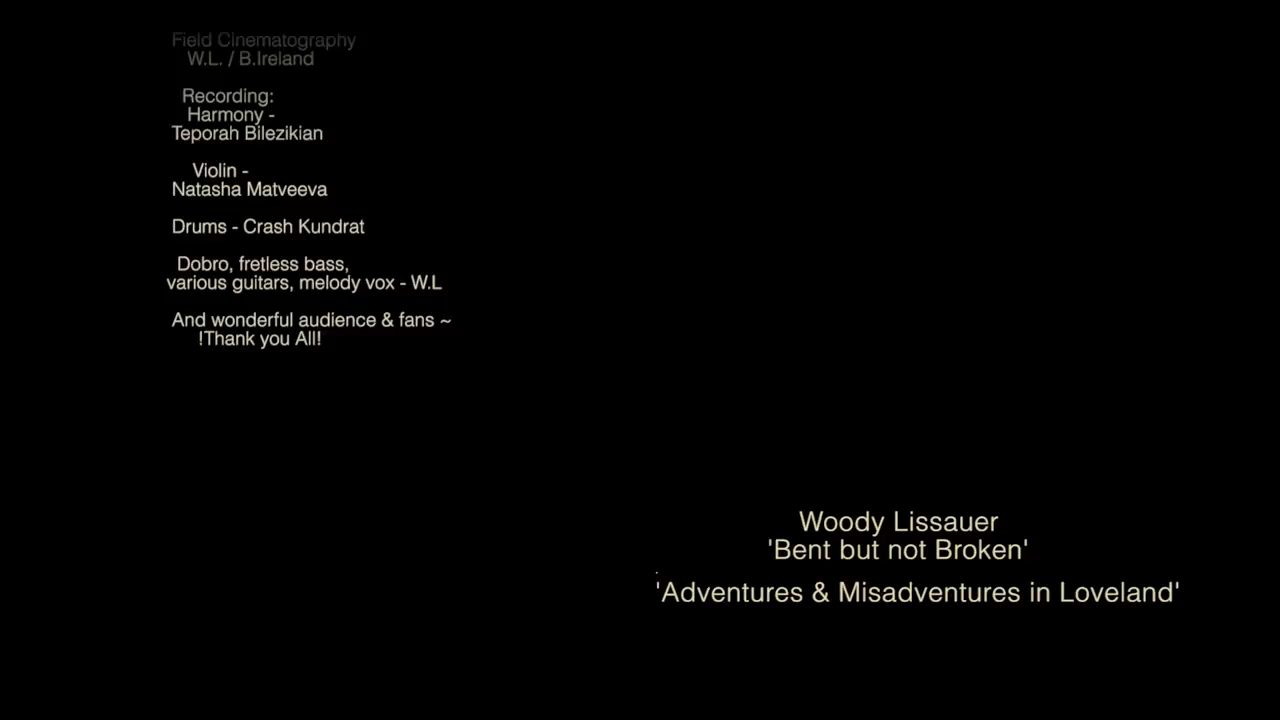 Field Cinematography
W.L. / B.Ireland
Recording:
Harmony -
Teporah Bilezikian
Violin -
Natasha Matveeva
Drums - Crash Kundrat
Dobro, fretless bass,
various guitars, melody vox - W.L
And wonderful audience & fans ~
!Thank you All!
Woody Lissauer
'Bent but not Broken'
'Adventures & Misadventures in Loveland'